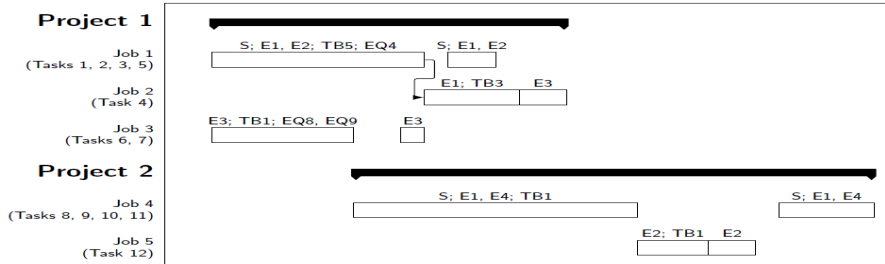 Project 1
Job 1
(Tasks 1, 2, 3, 5)
S; E1, E2; TB5; EQ4
S; E1, E2
Job 2
(Task 4)
E1; TB3
E3
Job 3
(Tasks 6, 7)
E3; TB1; EQ8, EQ9
E3
Project 2
Job 4
(Tasks 8, 9, 10, 11)
S; E1, E4; TB1
S; E1, E4
Job 5
(Task 12)
E2; TB1
E2